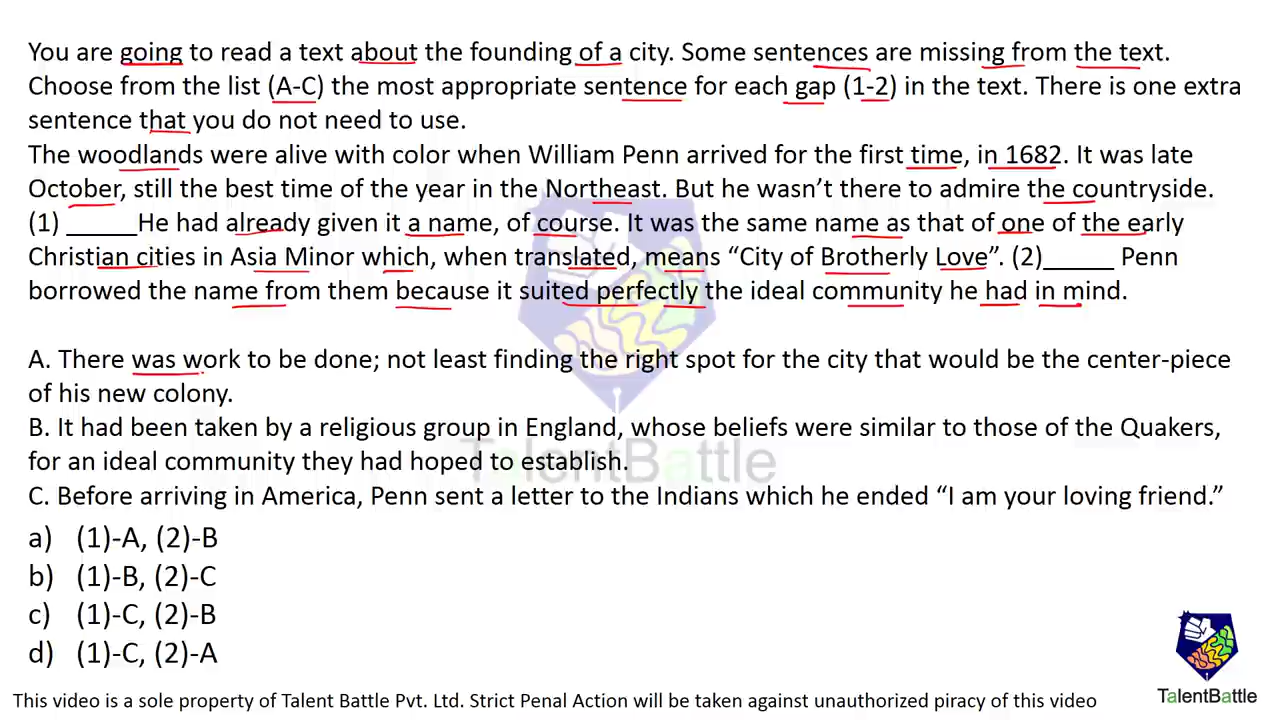 You are going to read a text about the founding of a city. Some sentences are missing from the text.
Choose from the list (A-C) the most appropriate sentence for each gap (1-2) in the text. There is one extra
sentence that you do not need to use.
The woodlands were alive with color when William Penn arrived for the first time, in 1682. It was late
October, still the best time of the year in the Northeast. But he wasn’t there to admire the countryside.
(1) _____He had already given it a name, of course. It was the same name as that of one of the early
Christian cities in Asia Minor which, when translated, means “City of Brotherly Love”. (2)_____ Penn
borrowed the name from them because it suited perfectly the ideal community he had in mind.
A. There was work to be done; not least finding the right spot for the city that would be the center-piece
of his new colony.
B. It had been taken by a religious group in England, whose beliefs were similar to those of the Quakers,
for an ideal community they had hoped to establish.
C. Before arriving in America, Penn sent a letter to the Indians which he ended “I am your loving friend.”
a) (1)-A, (2)-B
b) (1)-B, (2)-C
c) (1)-C, (2)-B
d) (1)-C, (2)-A
TalentBattle
TalentBattle
This video is a sole property of Talent Battle Pvt. Ltd. Strict Penal Action will be taken against unauthorized piracy of this video